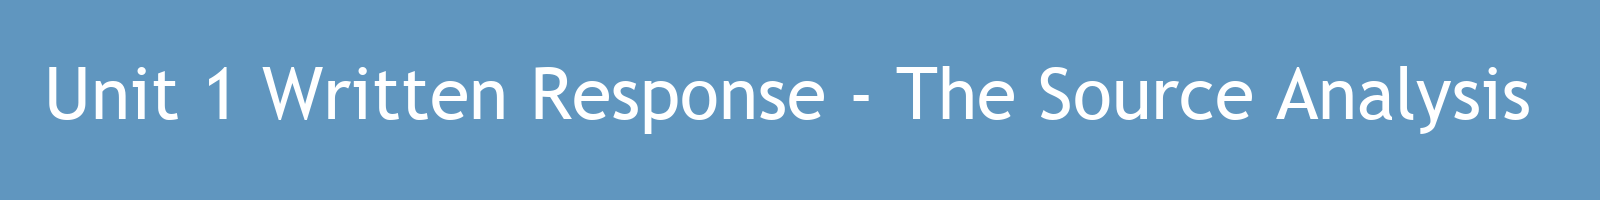 Unit 1 Written Response - The Source Analysis